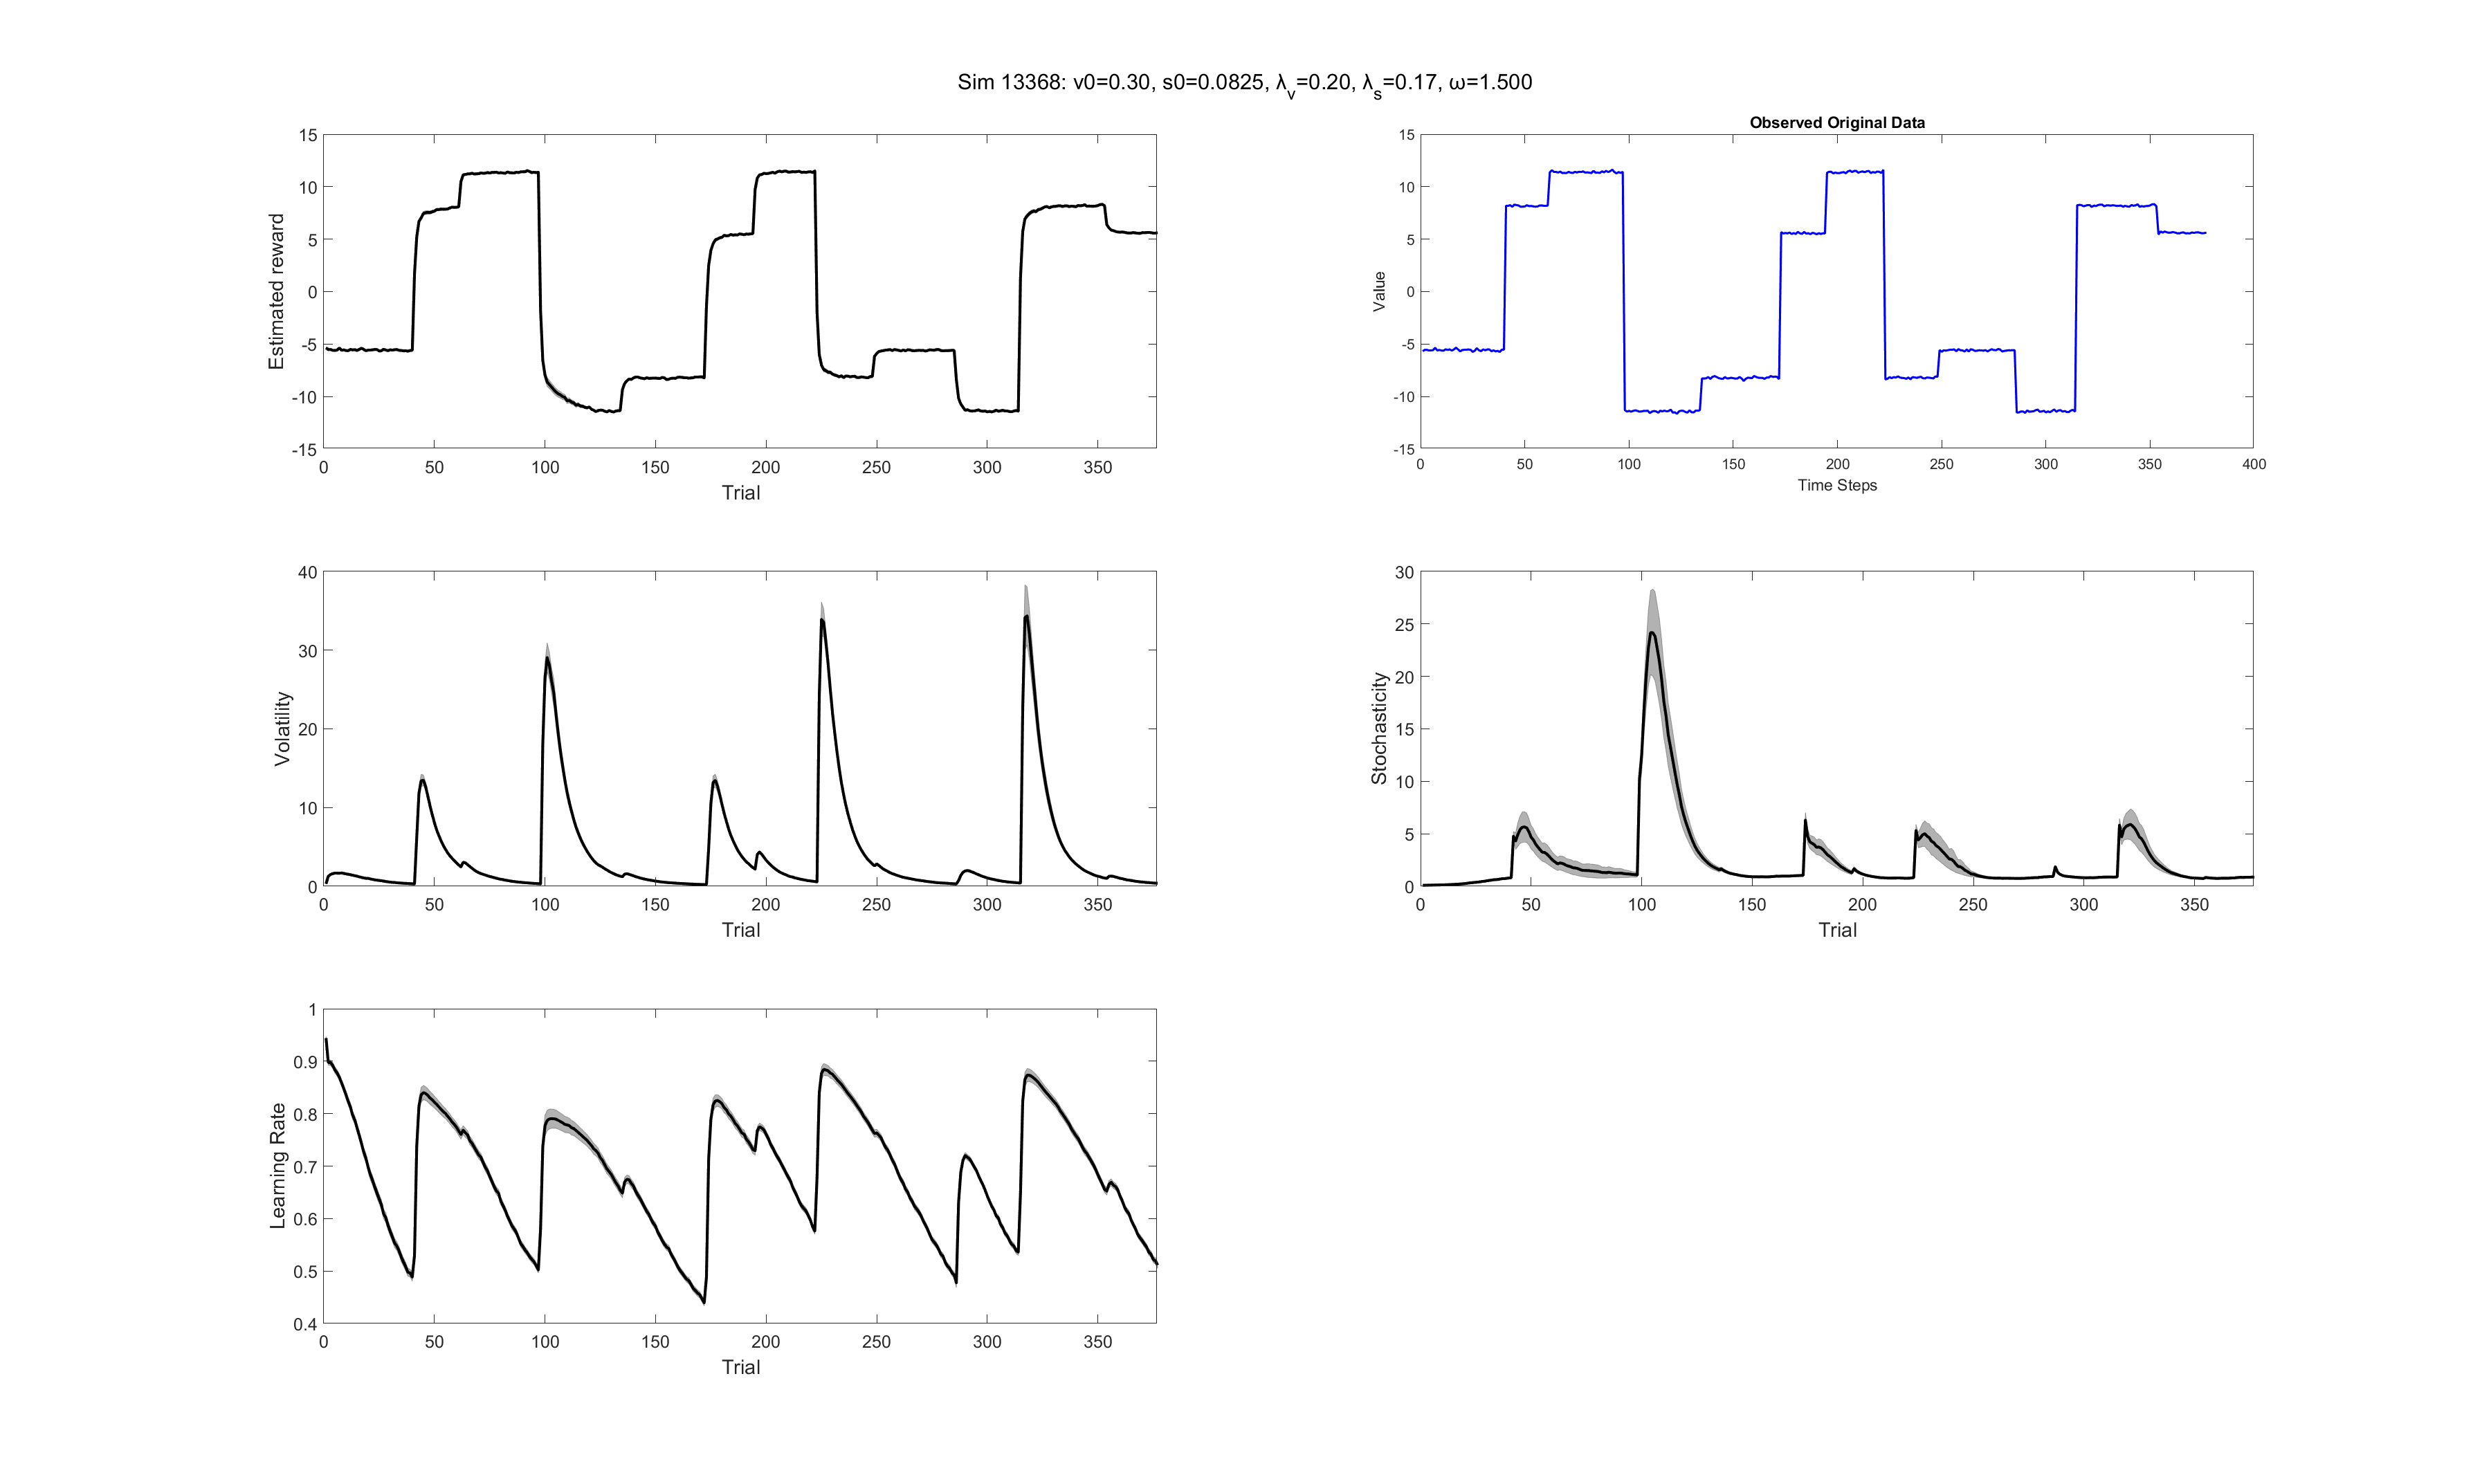 Sim 13368: v0=0.30, s0=0.0825, λv=0.20, λs=0.17, ω=1.500
15
10
5
0
-5
-10
-15
Estimated reward
0 50 100 150 200 250 300 350
Trial
Observed Original Data
15
10
5
0
-5
-10
-15
Value
0 50 100 150 200 250 300 350 400
Time Steps
40
30
20
10
0
Volatility
0 50 100 150 200 250 300 350
Trial
30
25
20
15
10
5
0
Stochasticity
0 50 100 150 200 250 300 350
Trial
1
0.9
0.8
0.7
0.6
0.5
0.4
Learning Rate
0 50 100 150 200 250 300 350
Trial